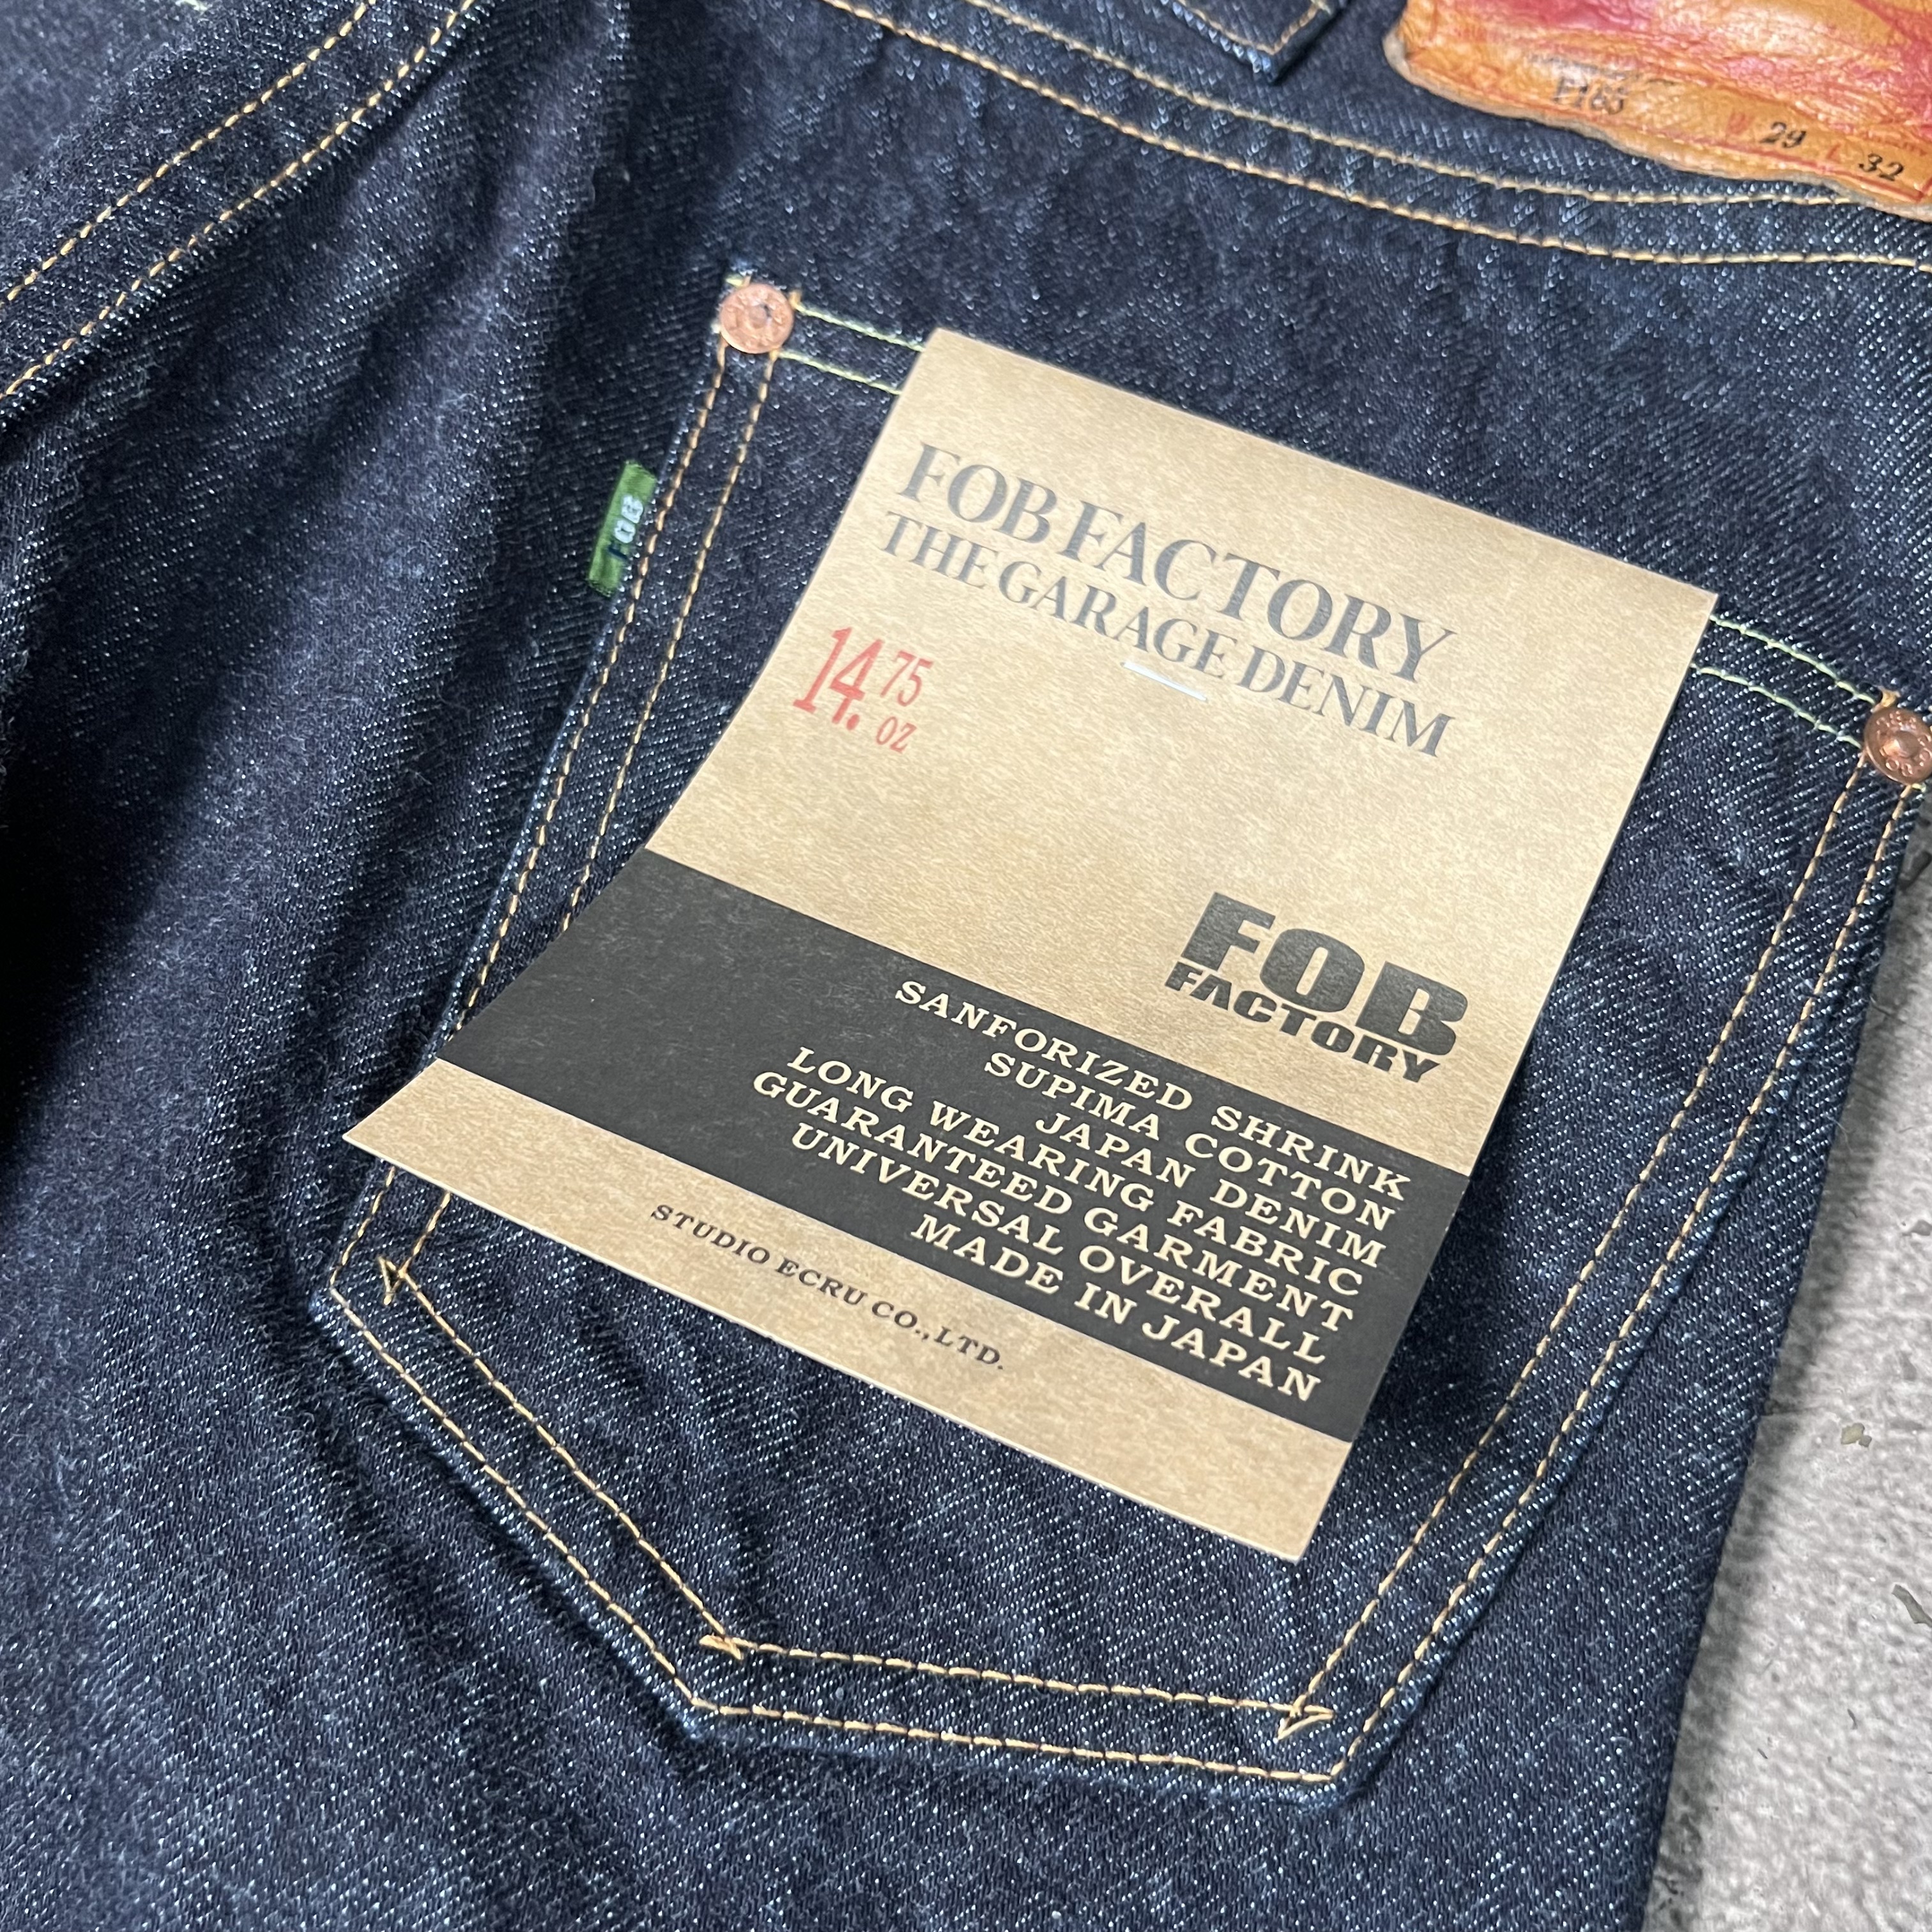 F163
W 29 L 32
FOB
FOB FACTORY
THE GARAGE DENIM
14.75
OZ
FOB
FACTORY
SANFORIZED SHRINK
SUPIMA COTTON
JAPAN DENIM
LONG WEARING FABRIC
GUARANTEED GARMENT
UNIVERSAL OVERALL
MADE IN JAPAN
STUDIO ECRU CO., LTD.